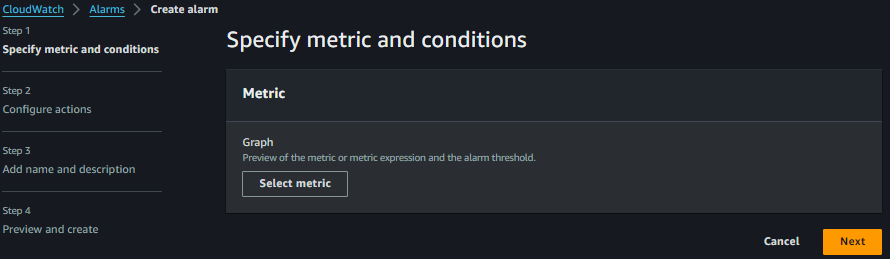 CloudWatch > Alarms > Create alarm
Step 1
Specify metric and conditions
Step 2
Configure actions
Step 3
Add name and description
Step 4
Preview and create
Specify metric and conditions
Metric
Graph
Preview of the metric or metric expression and the alarm threshold.
Select metric
Cancel
Next